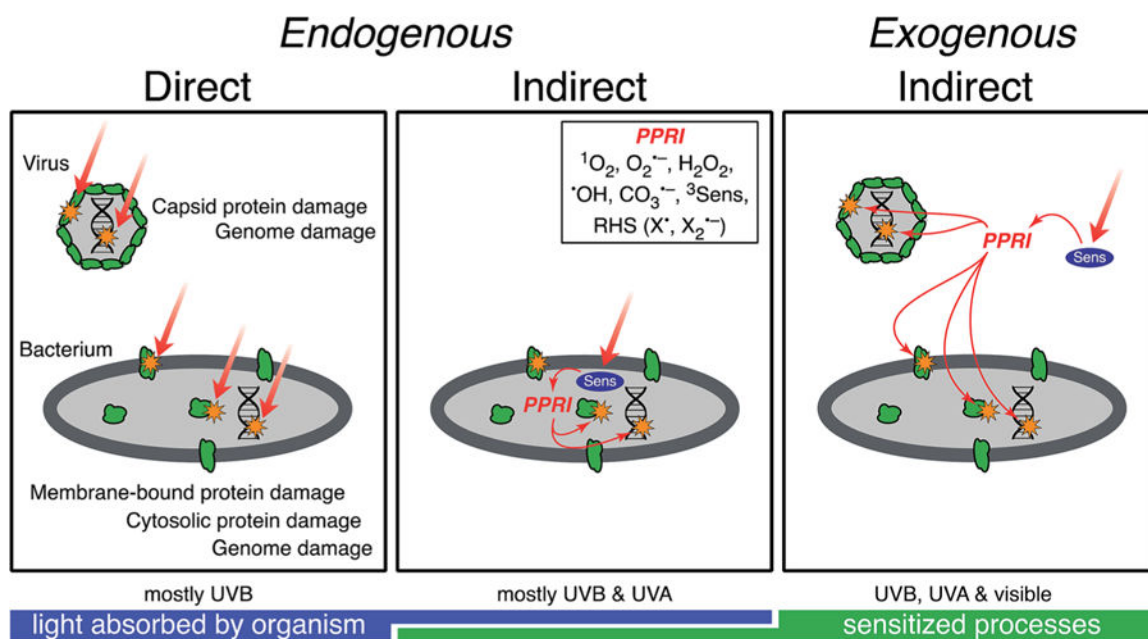 Endogenous
Exogenous
Direct
Indirect
Indirect
Virus
Capsid protein damage
Genome damage
Bacterium
Membrane-bound protein damage
Cytosolic protein damage
Genome damage
PPRI
¹O₂, O₂•⁻, H₂O₂,
•OH, CO₃•⁻, ³Sens,
RHS (X•, X₂•⁻)
Sens
PPRI
PPRI
Sens
mostly UVB
mostly UVB & UVA
UVB, UVA & visible
light absorbed by organism
sensitized processes